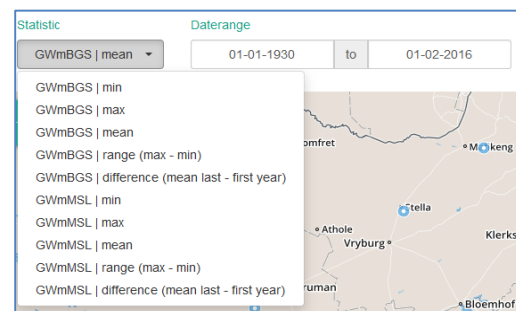 Statistic
Daterange
GWmBGS | mean
01-01-1930 to 01-02-2016
GWmBGS | min
GWmBGS | max
GWmBGS | mean
GWmBGS | range (max - min)
GWmBGS | difference (mean last - first year)
GWmMSL | min
GWmMSL | max
GWmMSL | mean
GWmMSL | range (max - min)
GWmMSL | difference (mean last - first year)
omfret
Stella
Athole
Vryburg
Klerks
ruman
Bloemhof